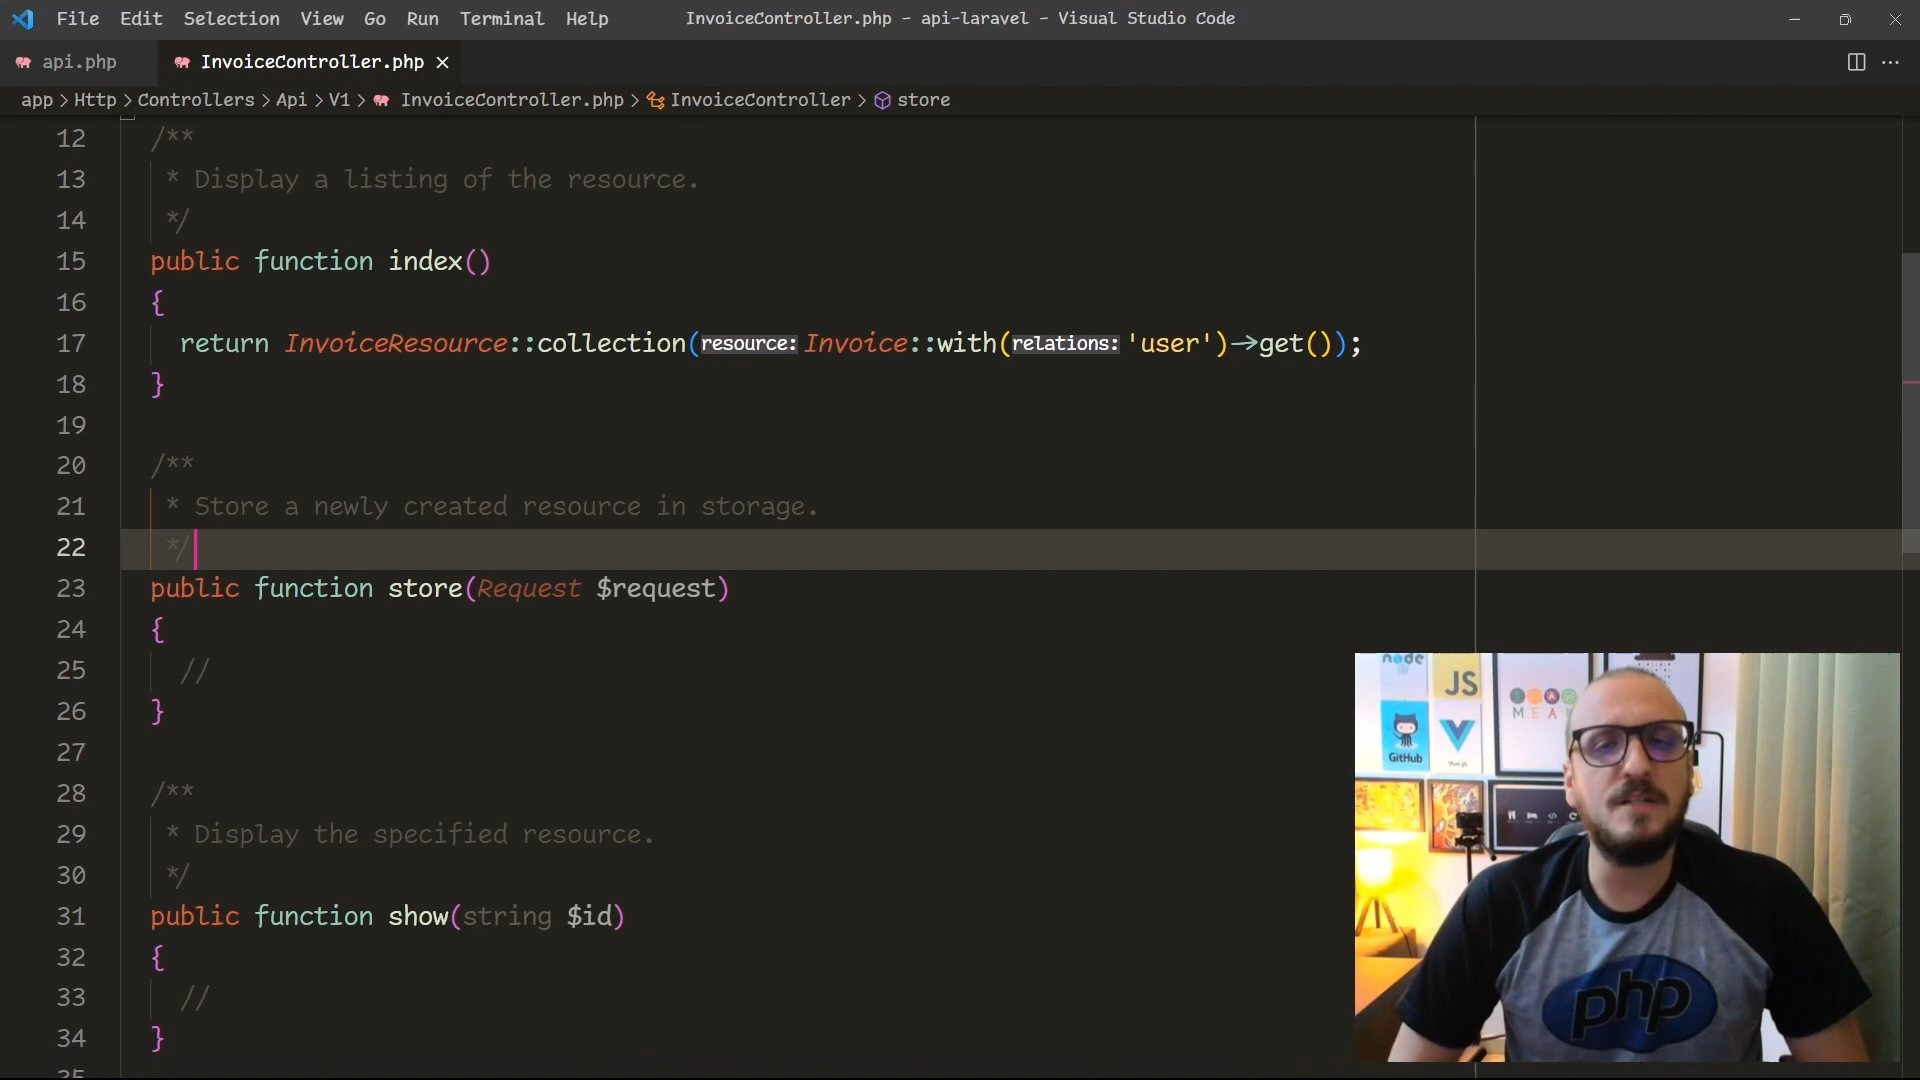 File Edit Selection View Go Run Terminal Help InvoiceController.php - api-laravel - Visual Studio Code
api.php InvoiceController.php
app > Http > Controllers > Api > V1 > InvoiceController.php > InvoiceController > store
12 /**
13 * Display a listing of the resource.
14 */
15 public function index()
16 {
17 return InvoiceResource::collection(resource: Invoice::with(relations: 'user')->get());
18 }
19
20 /**
21 * Store a newly created resource in storage.
22 */
23 public function store(Request $request)
24 {
25 //
26 }
27
28 /**
29 * Display the specified resource.
30 */
31 public function show(string $id)
32 {
33 //
34 }
35
node
JS
MEA
GitHub
Vue.js
php